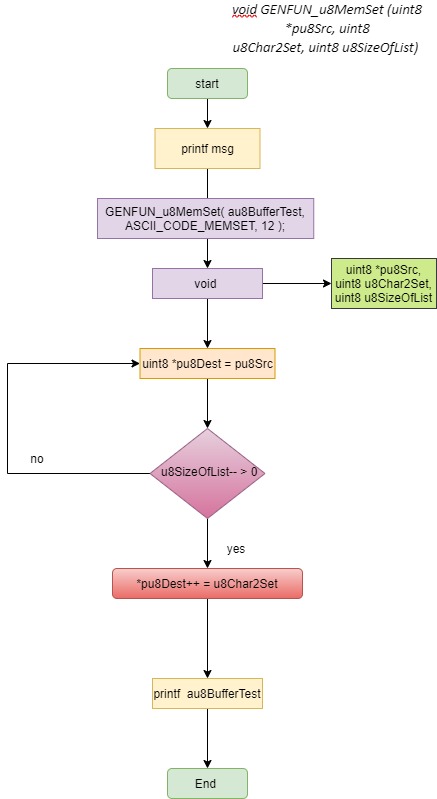 void GENFUN_u8MemSet (uint8
*pu8Src, uint8
u8Char2Set, uint8 u8SizeOfList)
start
printf msg
GENFUN_u8MemSet( au8BufferTest,
ASCII_CODE_MEMSET, 12 );
void
uint8 *pu8Src,
uint8 u8Char2Set,
uint8 u8SizeOfList
uint8 *pu8Dest = pu8Src
u8SizeOfList-- > 0
no
yes
*pu8Dest++ = u8Char2Set
printf au8BufferTest
End